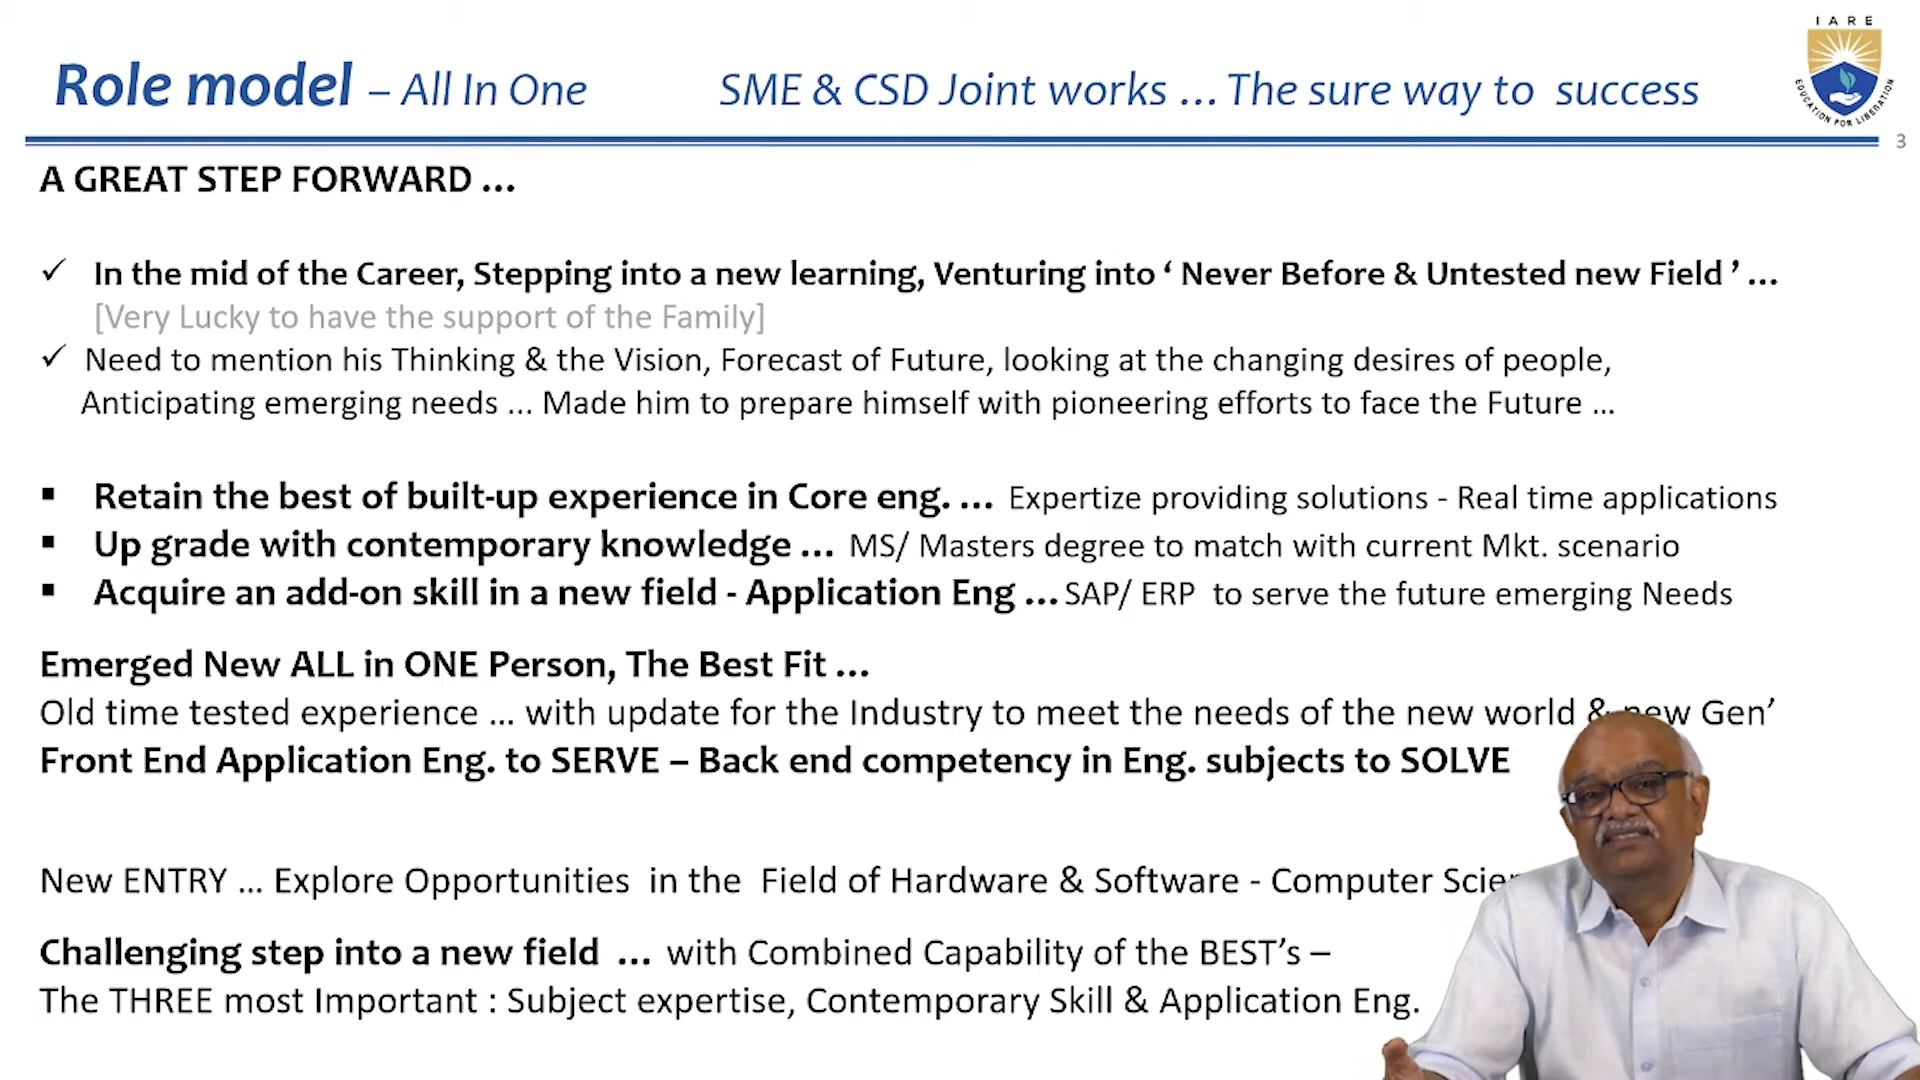 IARE
EDUCATION FOR LIBERATION
Role model – All In One SME & CSD Joint works ... The sure way to success
3
A GREAT STEP FORWARD ...
✓ In the mid of the Career, Stepping into a new learning, Venturing into ‘ Never Before & Untested new Field ’ ...
[Very Lucky to have the support of the Family]
✓ Need to mention his Thinking & the Vision, Forecast of Future, looking at the changing desires of people,
Anticipating emerging needs ... Made him to prepare himself with pioneering efforts to face the Future ...
▪ Retain the best of built-up experience in Core eng. ... Expertize providing solutions - Real time applications
▪ Up grade with contemporary knowledge ... MS/ Masters degree to match with current Mkt. scenario
▪ Acquire an add-on skill in a new field - Application Eng ... SAP/ ERP to serve the future emerging Needs
Emerged New ALL in ONE Person, The Best Fit ...
Old time tested experience ... with update for the Industry to meet the needs of the new world & new Gen’
Front End Application Eng. to SERVE – Back end competency in Eng. subjects to SOLVE
New ENTRY ... Explore Opportunities in the Field of Hardware & Software - Computer
Challenging step into a new field ... with Combined Capability of the BEST’s –
The THREE most Important : Subject expertise, Contemporary Skill & Application Eng.